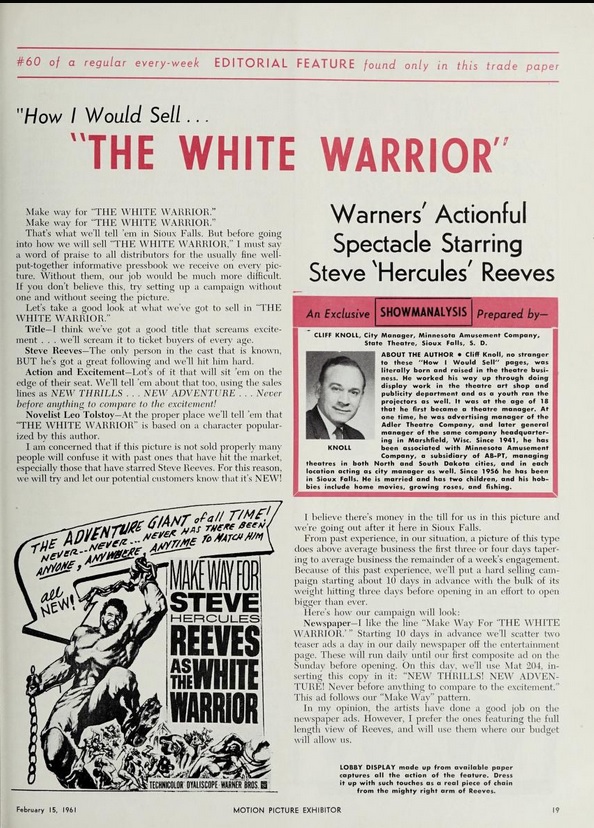 #60 of a regular every-week EDITORIAL FEATURE found only in this trade paper
"How I Would Sell...
"THE WHITE WARRIOR"
Make way for "THE WHITE WARRIOR."
Make way for "THE WHITE WARRIOR."
That's what we'll tell 'em in Sioux Falls. But before going
into how we will sell "THE WHITE WARRIOR," I must say
a word of praise to all distributors for the usually fine well-
put-together informative pressbook we receive on every pic-
ture. Without them, our job would be much more difficult.
If you don't believe this, try setting up a campaign without
one and without seeing the picture.
Let's take a good look at what we've got to sell in "THE
WHITE WARRIOR."
Title—I think we've got a good title that screams excite-
ment . . . we'll scream it to ticket buyers of every age.
Steve Reeves—The only person in the cast that is known,
BUT he's got a great following and we'll hit him hard.
Action and Excitement—Lot's of it that will sit 'em on the
edge of their seat. We'll tell 'em about that too, using the sales
lines as NEW THRILLS . . . NEW ADVENTURE . . . Never
before anything to compare to the excitement!
Novelist Leo Tolstoy—At the proper place we'll tell 'em that
"THE WHITE WARRIOR" is based on a character popular-
ized by this author.
I am concerned that if this picture is not sold properly many
people will confuse it with past ones that have hit the market,
especially those that have starred Steve Reeves. For this reason,
we will try and let our potential customers know that it's NEW!
THE ADVENTURE GIANT of all TIME!
NEVER..NEVER...NEVER HAS THERE BEEN
ANYONE, ANYWHERE, ANYTIME TO MATCH HIM
all
NEW!
MAKE WAY FOR
STEVE
HERCULES
REEVES
AS
THE WHITE
WARRIOR
TECHNICOLOR DYALISCOPE WARNER BROS.
Warners' Actionful
Spectacle Starring
Steve 'Hercules' Reeves
An Exclusive SHOWMANALYSIS Prepared by—
CLIFF KNOLL, City Manager, Minnesota Amusement Company,
State Theatre, Sioux Falls, S. D.
KNOLL
ABOUT THE AUTHOR • Cliff Knoll, no stranger
to these "How I Would Sell" pages, was
literally born and raised in the theatre busi-
ness. He worked his way up through doing
display work in the theatre art shop and
publicity department and as a youth ran the
projectors as well. It was at the age of 18
that he first became a theatre manager. At
one time, he was advertising manager of the
Adler Theatre Company, and later general
manager of the same company headquarter-
ing in Marshfield, Wisc. Since 1941, he has
been associated with Minnesota Amusement
Company, a subsidiary of AB-PT, managing
theatres in both North and South Dakota cities, and in each
location acting as city manager as well. Since 1956 he has been
in Sioux Falls. He is married and has two children, and his hob-
bies include home movies, growing roses, and fishing.
I believe there's money in the till for us in this picture and
we're going out after it here in Sioux Falls.
From past experience, in our situation, a picture of this type
does above average business the first three or four days taper-
ing to average business the remainder of a week's engagement.
Because of this past experience, we'll put a hard selling cam-
paign starting about 10 days in advance with the bulk of its
weight hitting three days before opening in an effort to open
bigger than ever.
Here's how our campaign will look:
Newspaper—I like the line "Make Way For 'THE WHITE
WARRIOR.'" Starting 10 days in advance we'll scatter two
teaser ads a day in our daily newspaper off the entertainment
page. These will run daily until our first composite ad on the
Sunday before opening. On this day, we'll use Mat 204, in-
serting this copy in it: "NEW THRILLS! NEW ADVEN-
TURE! Never before anything to compare to the excitement."
This ad follows our "Make Way" pattern.
In my opinion, the artists have done a good job on the
newspaper ads. However, I prefer the ones featuring the full
length view of Reeves, and will use them where our budget
will allow us.
LOBBY DISPLAY made up from available paper
captures all the action of the feature. Dress
it up with such touches as a real piece of chain
from the mighty right arm of Reeves.
February 15, 1961
MOTION PICTURE EXHIBITOR
19